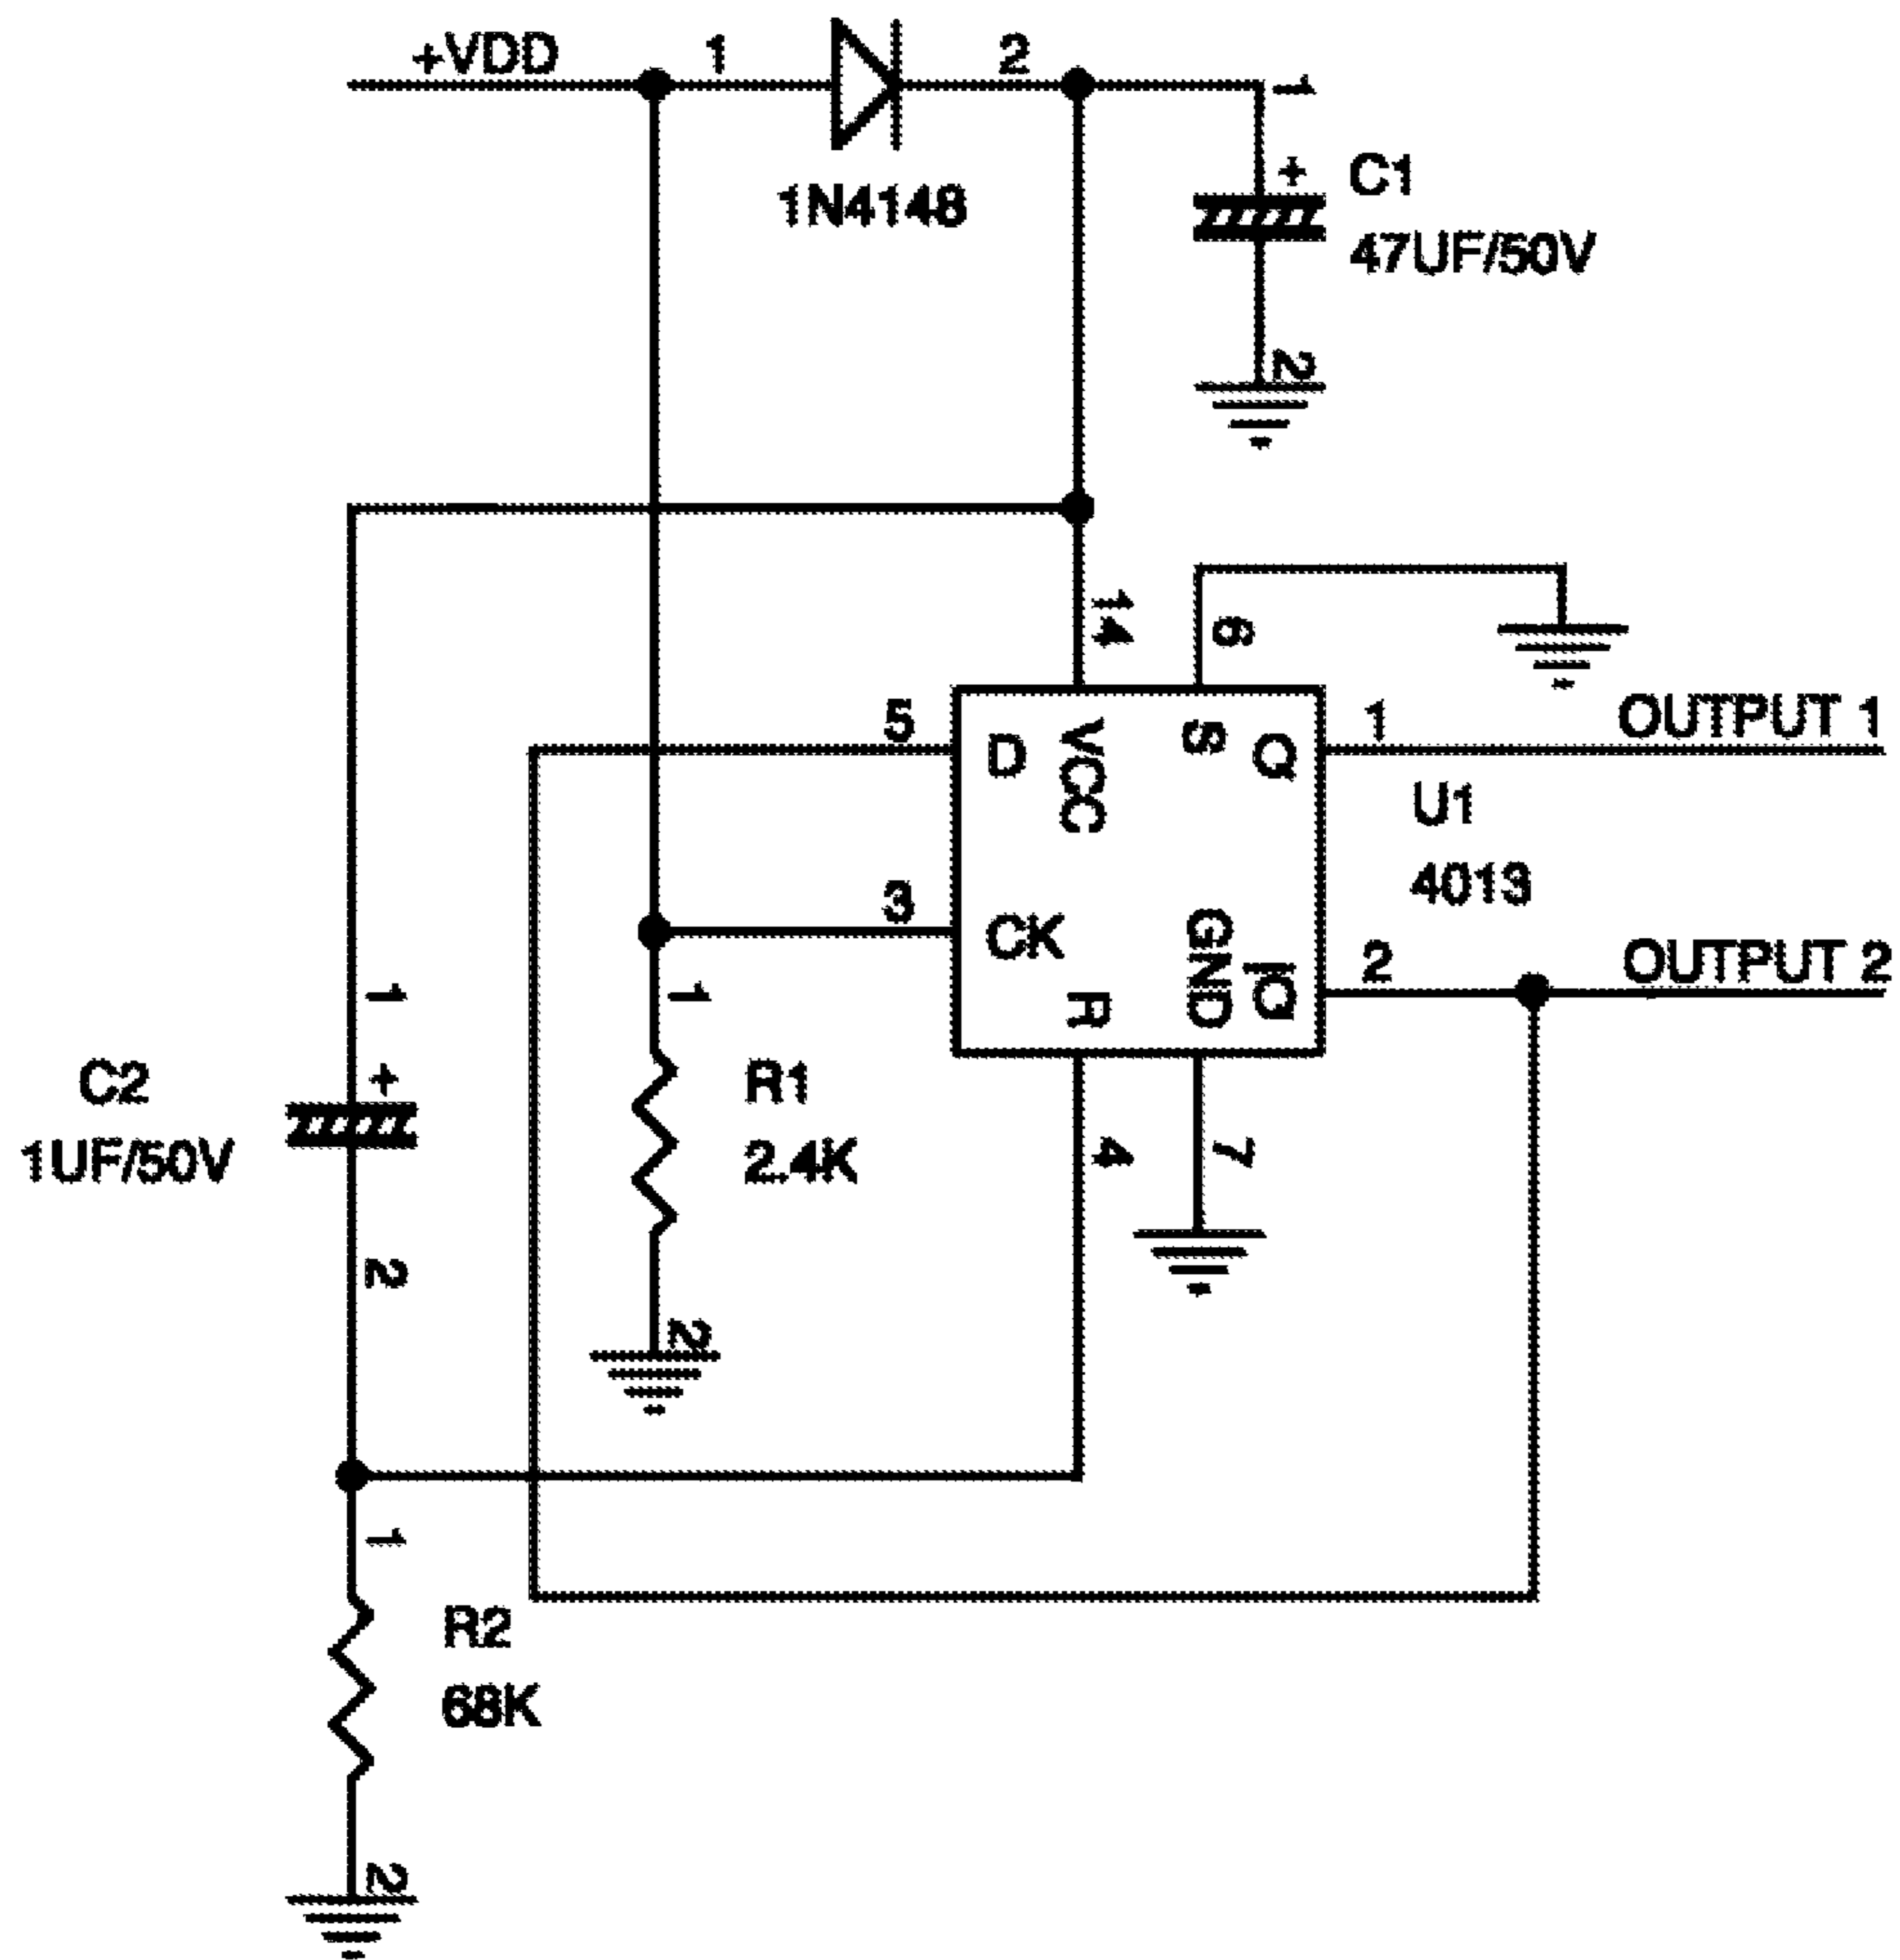 +VDD
1
2
1
1N4148
+
C1
47UF/50V
2
14
6
5
D
VCC
S
Q
1
OUTPUT 1
U1
4013
3
CK
GND
R
Q
2
OUTPUT 2
1
1
C2
+
1UF/50V
R1
2.4K
4
7
2
2
1
R2
68K
2